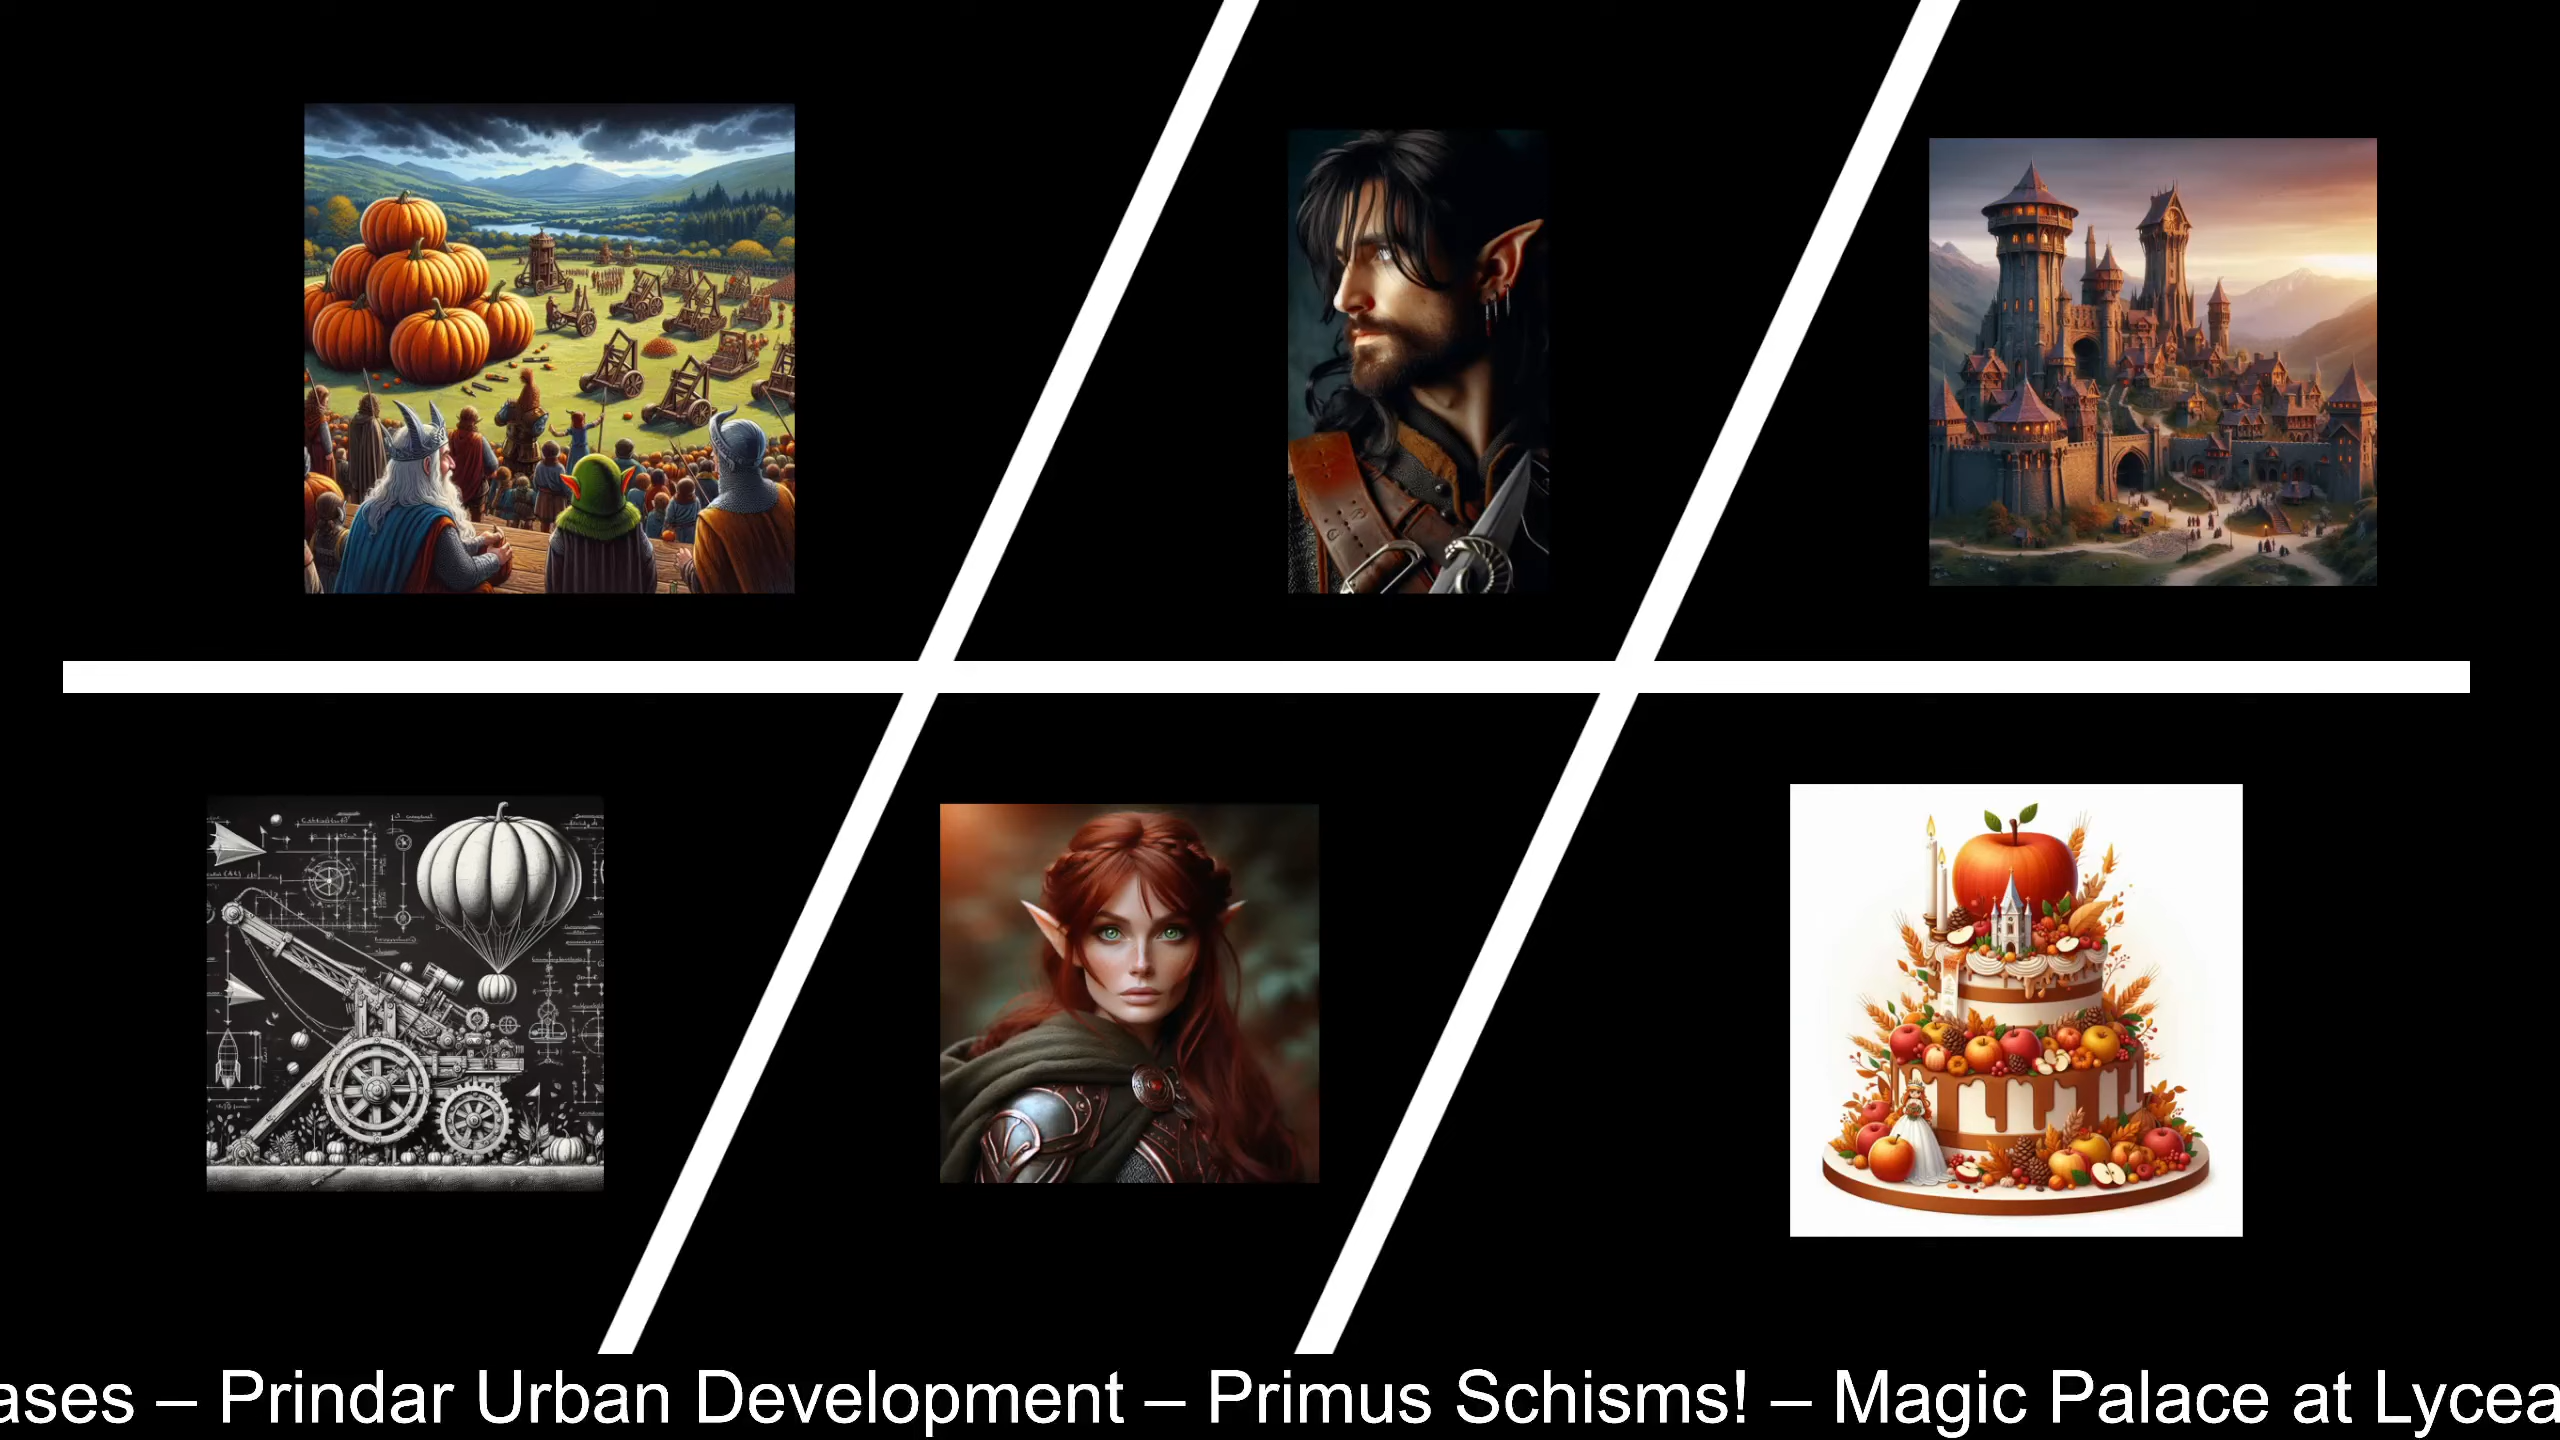 ases – Prindar Urban Development – Primus Schisms! – Magic Palace at Lycea